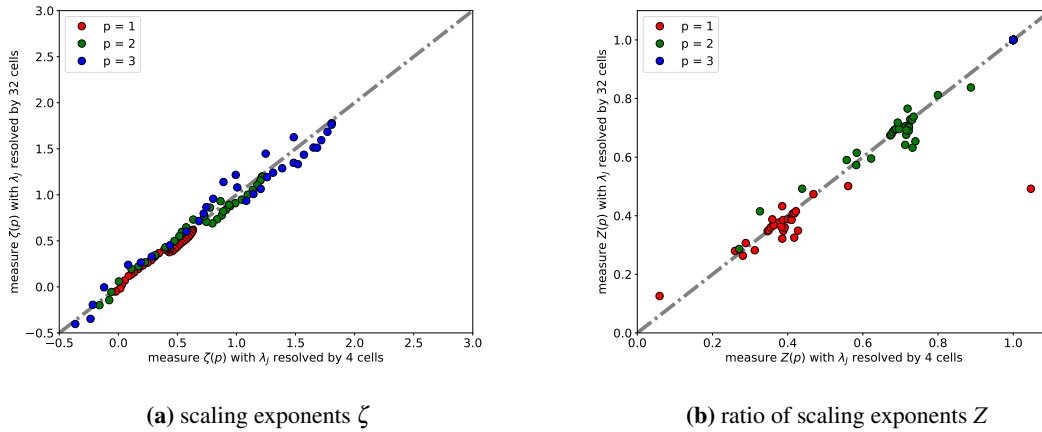 3.0
2.5
2.0
1.5
1.0
0.5
0.0
−0.5
measure ζ(p) with λJ resolved by 32 cells
p = 1
p = 2
p = 3
−0.5 0.0 0.5 1.0 1.5 2.0 2.5 3.0
measure ζ(p) with λJ resolved by 4 cells
(a) scaling exponents ζ
1.0
0.8
0.6
0.4
0.2
0.0
measure Z(p) with λJ resolved by 32 cells
p = 1
p = 2
p = 3
0.0 0.2 0.4 0.6 0.8 1.0
measure Z(p) with λJ resolved by 4 cells
(b) ratio of scaling exponents Z